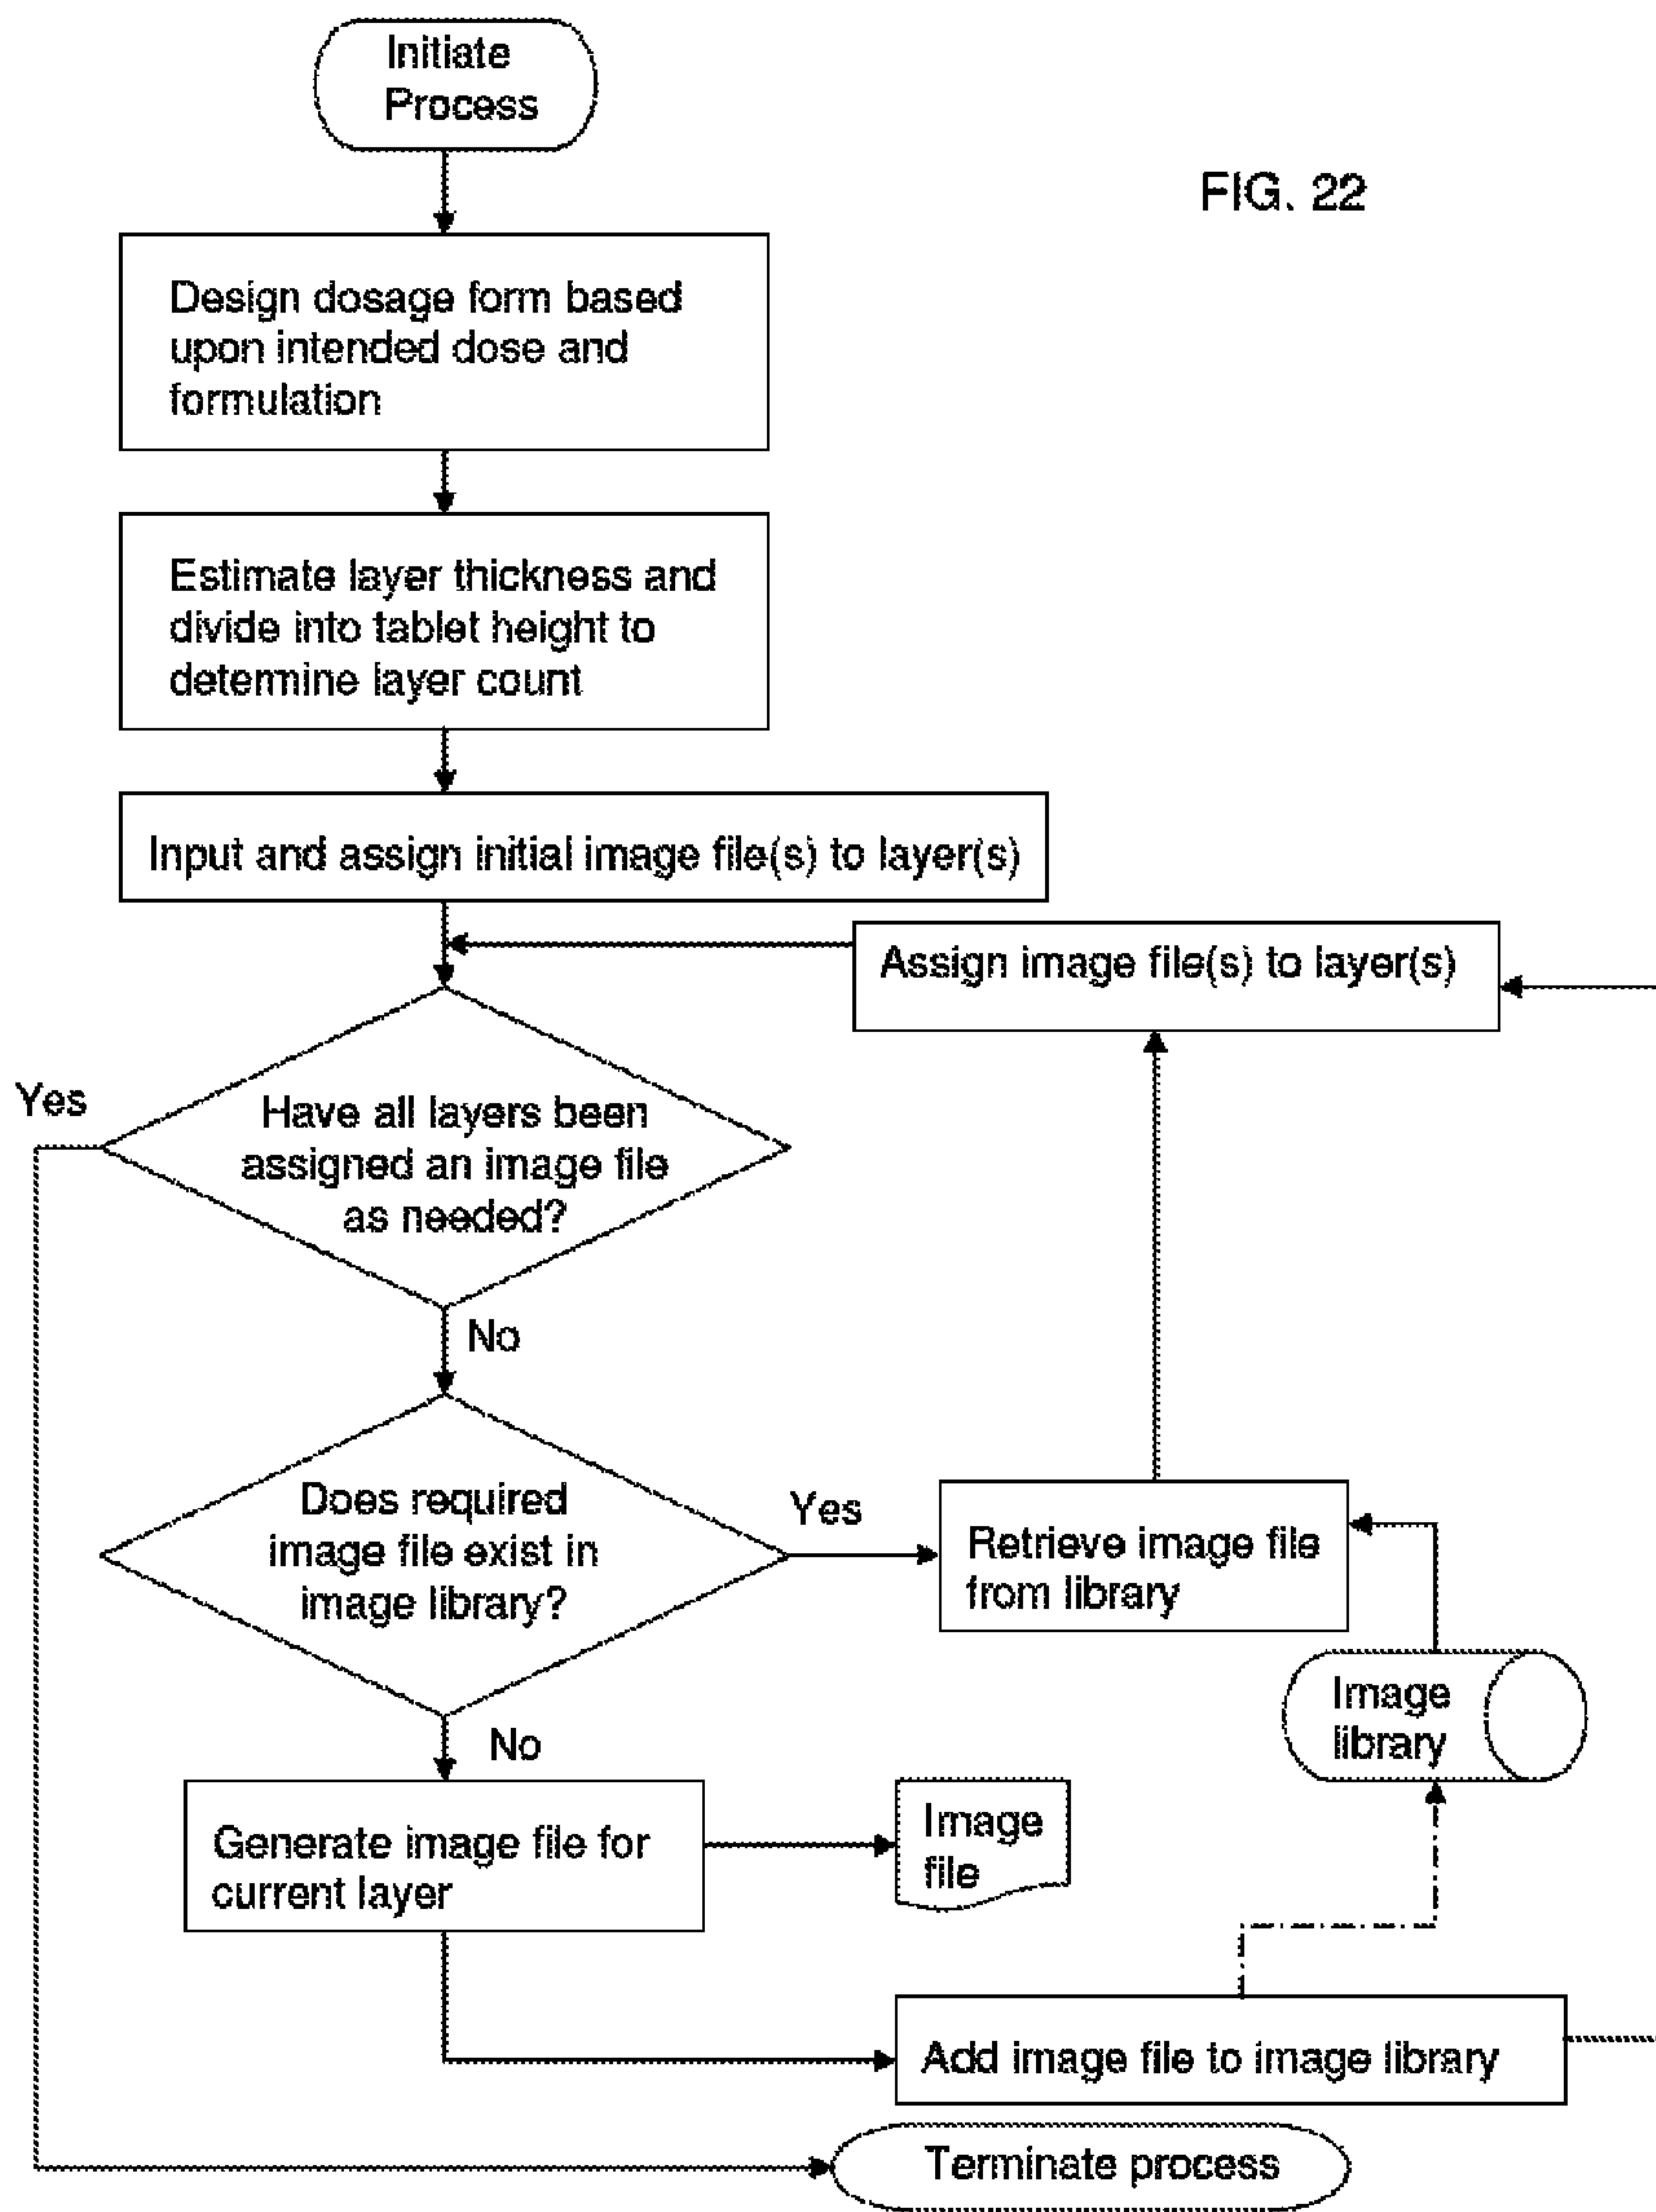 Initiate
Process
FIG. 22
Design dosage form based
upon intended dose and
formulation
Estimate layer thickness and
divide into tablet height to
determine layer count
Input and assign initial image file(s) to layer(s)
Assign image file(s) to layer(s)
Yes
Have all layers been
assigned an image file
as needed?
No
Does required
image file exist in
image library?
Yes
Retrieve image file
from library
Image
library
No
Generate image file for
current layer
Image
file
Add image file to image library
Terminate process